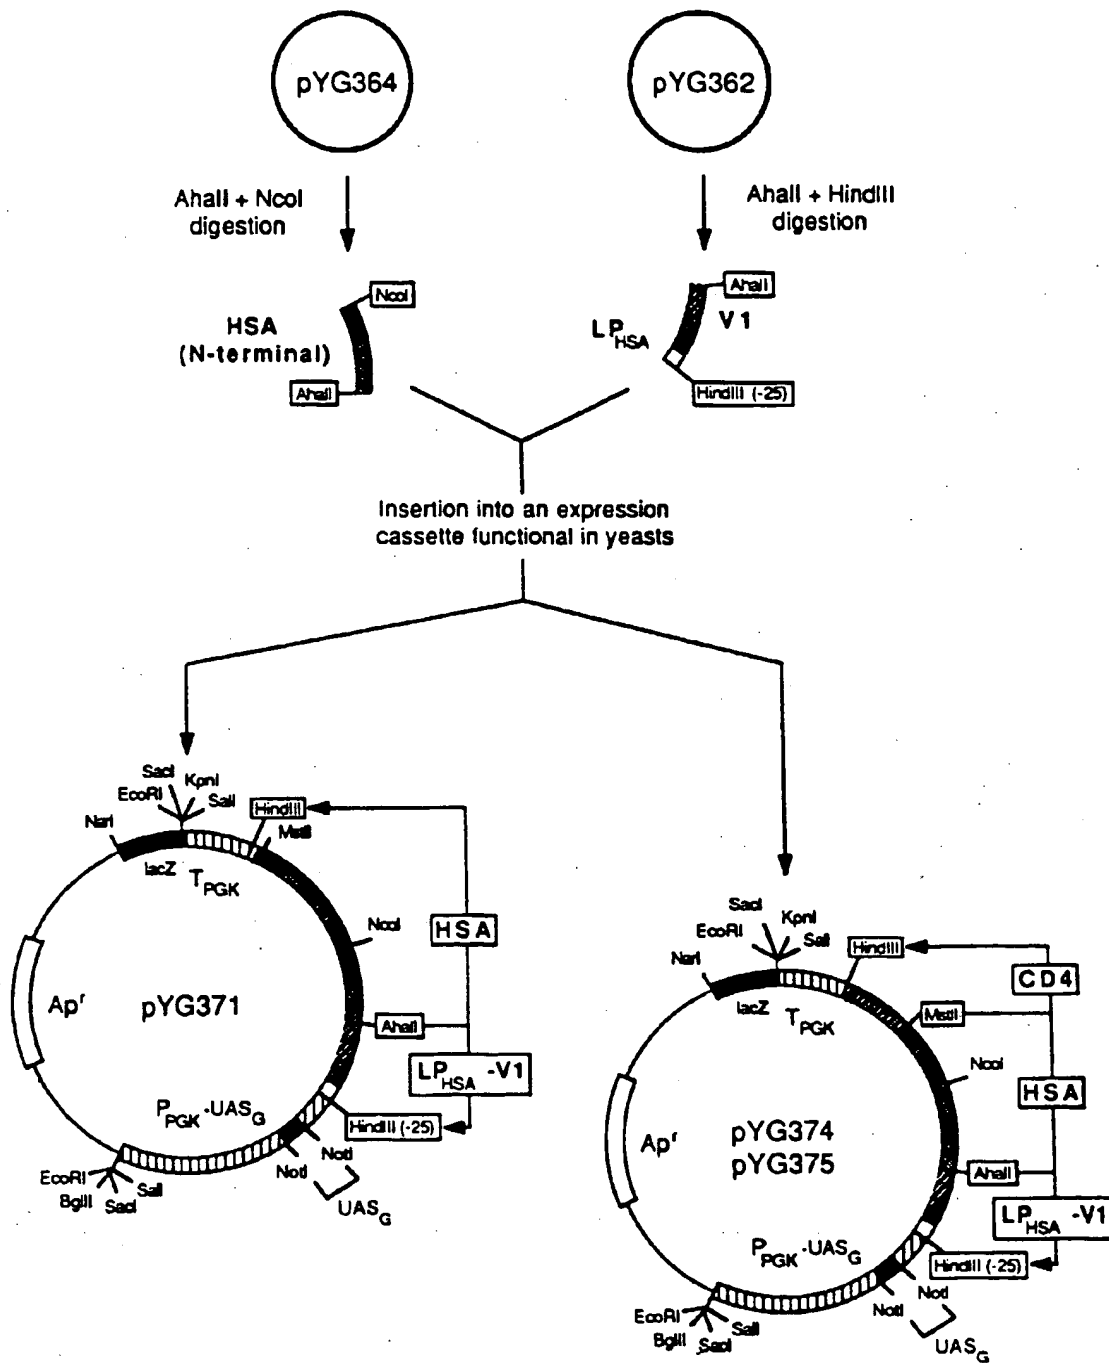 pYG364
pYG362
AhaII + NcoI
digestion
AhaII + HindIII
digestion
NcoI
HSA
(N-terminal)
AhaII
AhaII
V1
LP HSA
HindIII (-25)
Insertion into an expression
cassette functional in yeasts
SacI
KpnI
EcoRI
SalI
HindIII
NarI
MstII
lacZ
T PGK
NcoI
HSA
Apr
pYG371
AhaII
LP HSA -V1
P PGK -UAS G
HindIII (-25)
NotI
NotI
EcoRI
SalI
BglII
SacI
UAS G
SacI
KpnI
EcoRI
SalI
HindIII
NarI
CD4
lacZ
T PGK
MstII
NcoI
HSA
Apr
pYG374
pYG375
AhaII
LP HSA -V1
P PGK -UAS G
HindIII (-25)
NotI
NotI
EcoRI
SalI
BglII
SacI
UAS G